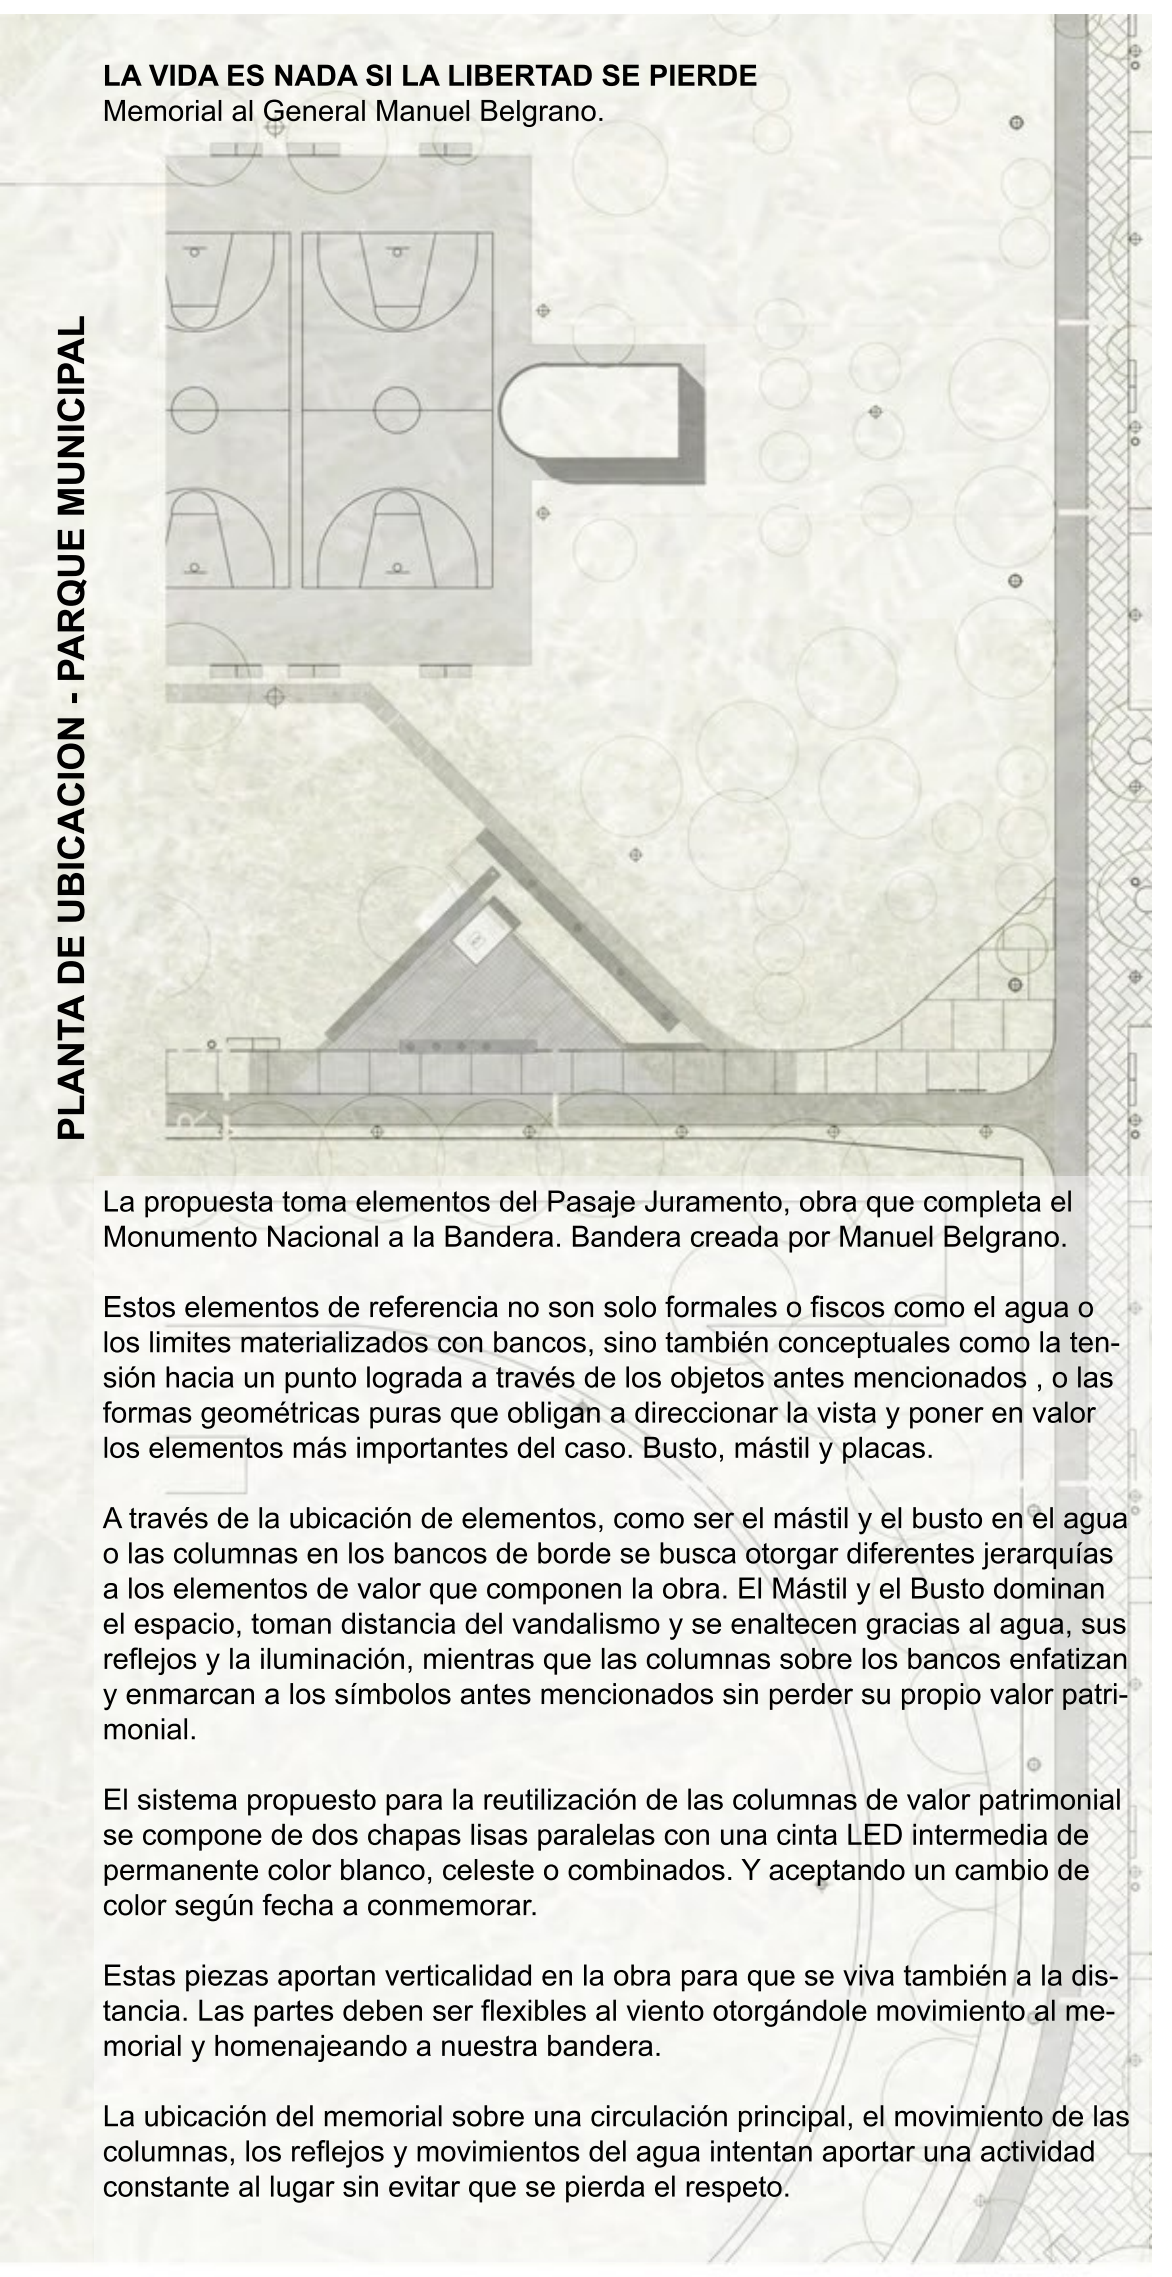 LA VIDA ES NADA SI LA LIBERTAD SE PIERDE
Memorial al General Manuel Belgrano.
PLANTA DE UBICACION - PARQUE MUNICIPAL
La propuesta toma elementos del Pasaje Juramento, obra que completa el
Monumento Nacional a la Bandera. Bandera creada por Manuel Belgrano.
Estos elementos de referencia no son solo formales o fiscos como el agua o
los limites materializados con bancos, sino también conceptuales como la ten-
sión hacia un punto lograda a través de los objetos antes mencionados , o las
formas geométricas puras que obligan a direccionar la vista y poner en valor
los elementos más importantes del caso. Busto, mástil y placas.
A través de la ubicación de elementos, como ser el mástil y el busto en el agua
o las columnas en los bancos de borde se busca otorgar diferentes jerarquías
a los elementos de valor que componen la obra. El Mástil y el Busto dominan
el espacio, toman distancia del vandalismo y se enaltecen gracias al agua, sus
reflejos y la iluminación, mientras que las columnas sobre los bancos enfatizan
y enmarcan a los símbolos antes mencionados sin perder su propio valor patri-
monial.
El sistema propuesto para la reutilización de las columnas de valor patrimonial
se compone de dos chapas lisas paralelas con una cinta LED intermedia de
permanente color blanco, celeste o combinados. Y aceptando un cambio de
color según fecha a conmemorar.
Estas piezas aportan verticalidad en la obra para que se viva también a la dis-
tancia. Las partes deben ser flexibles al viento otorgándole movimiento al me-
morial y homenajeando a nuestra bandera.
La ubicación del memorial sobre una circulación principal, el movimiento de las
columnas, los reflejos y movimientos del agua intentan aportar una actividad
constante al lugar sin evitar que se pierda el respeto.